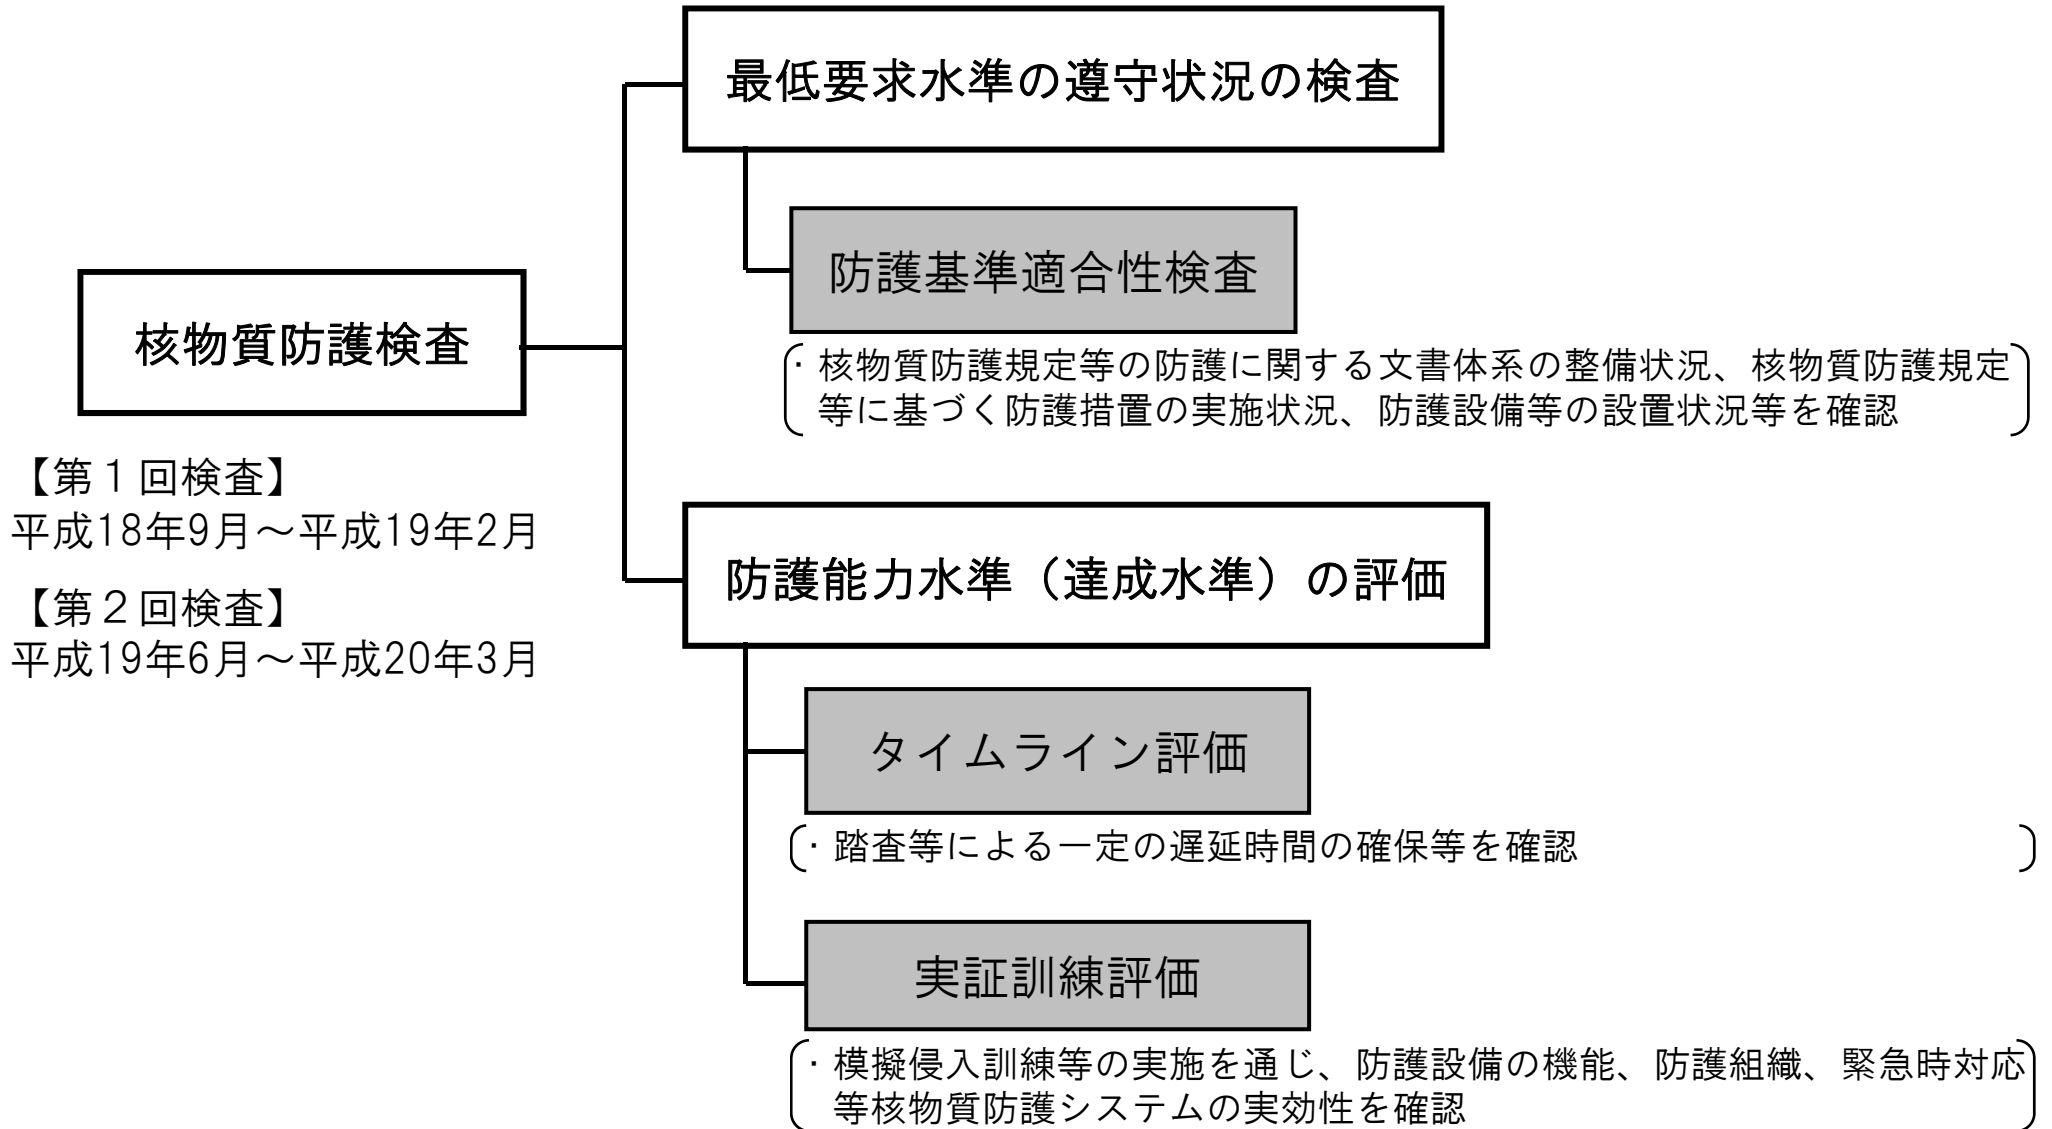 最低要求水準の遵守状況の検査
防護基準適合性検査
・核物質防護規定等の防護に関する文書体系の整備状況、核物質防護規定
等に基づく防護措置の実施状況、防護設備等の設置状況等を確認
核物質防護検査
【第１回検査】
平成18年9月～平成19年2月
【第２回検査】
平成19年6月～平成20年3月
防護能力水準（達成水準）の評価
タイムライン評価
・踏査等による一定の遅延時間の確保等を確認
実証訓練評価
・模擬侵入訓練等の実施を通じ、防護設備の機能、防護組織、緊急時対応
等核物質防護システムの実効性を確認